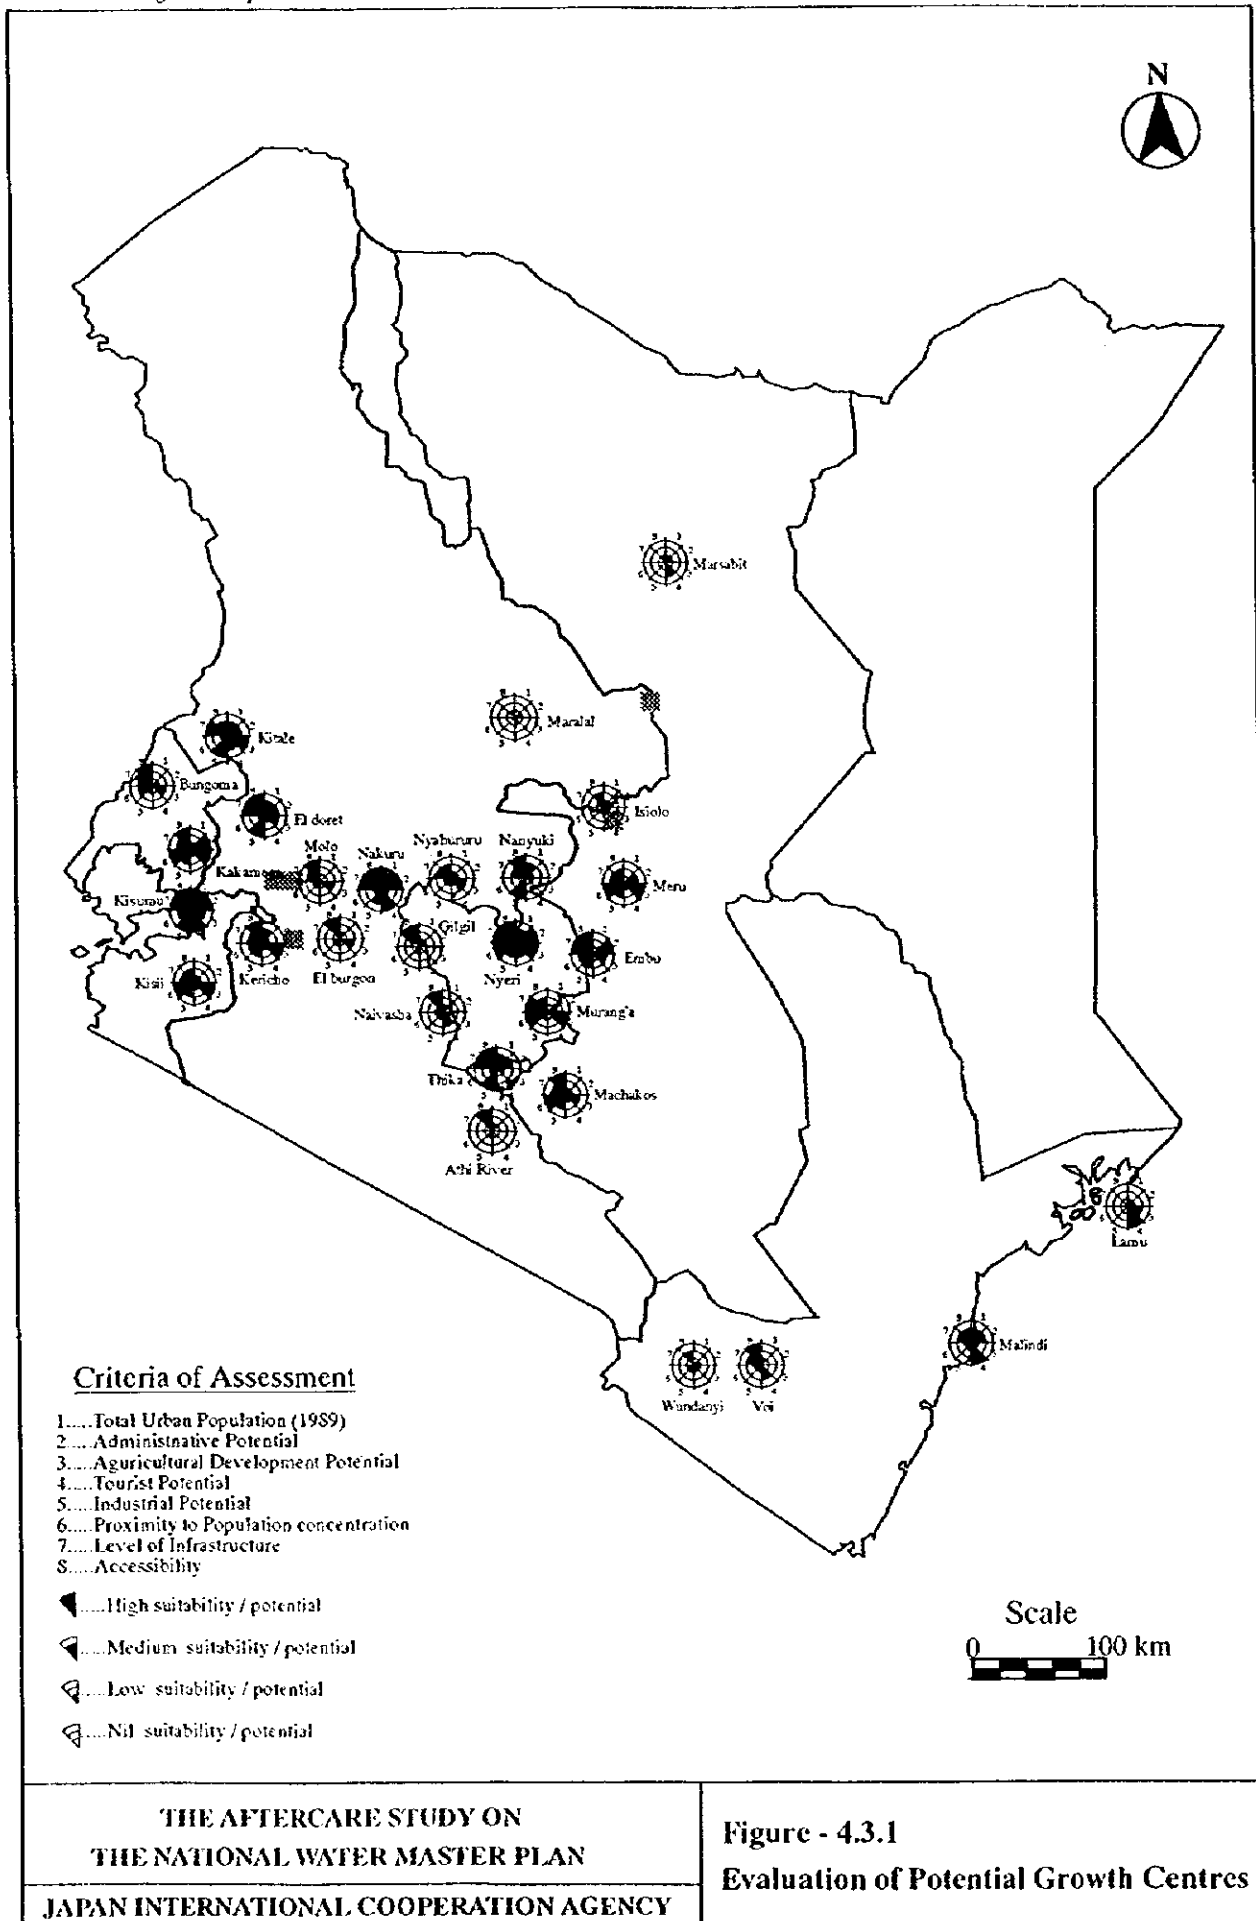 N
Marsabit
Maralal
Kitale
Bungoma
Isiolo
El doret
Molo
Nakuru
Nyahururu
Nanyuki
Meru
Kakamega
Kisumu
Gilgil
Kisii
Kericho
El burgon
Nyeri
Embu
Naivasha
Murang'a
Thika
Machakos
Athi River
Lamu
Malindi
Wundanyi
Voi
Criteria of Assessment
1.....Total Urban Population (1989)
2.....Administnative Potential
3.....Aguricultural Development Potential
4.....Tourist Potential
5.....Industrial Potential
6.....Proximity to Population concentration
7.....Level of Infrastructure
8.....Accessibility
.....High suitability / potential
.....Medium suitability / potential
....Low suitability / potential
....Nil suitability / potential
Scale
0 100 km
THE AFTERCARE STUDY ON
THE NATIONAL WATER MASTER PLAN
JAPAN INTERNATIONAL COOPERATION AGENCY
Figure - 4.3.1
Evaluation of Potential Growth Centres